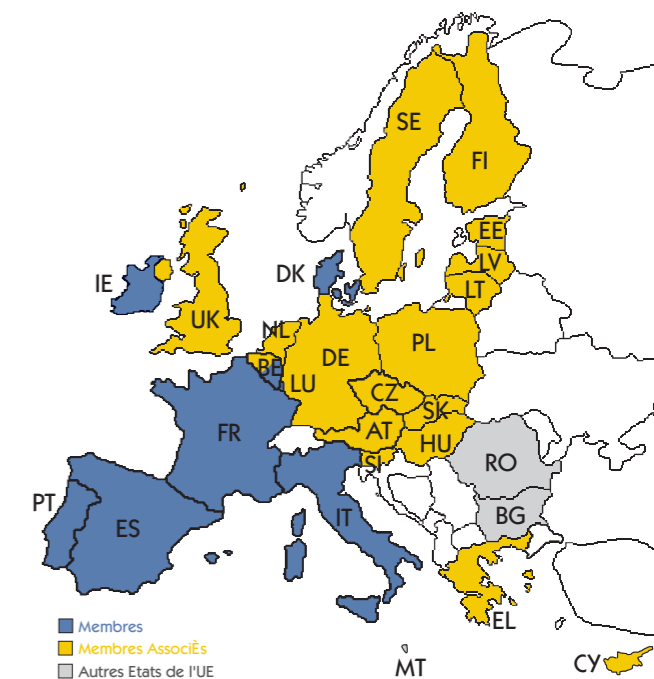 SE
FI
EE
LV
LT
IE
DK
UK
NL
DE
PL
BE
LU
CZ
SK
AT
HU
FR
SI
RO
PT
ES
IT
BG
EL
Membres
Membres AssociÈs
Autres Etats de l'UE
MT
CY